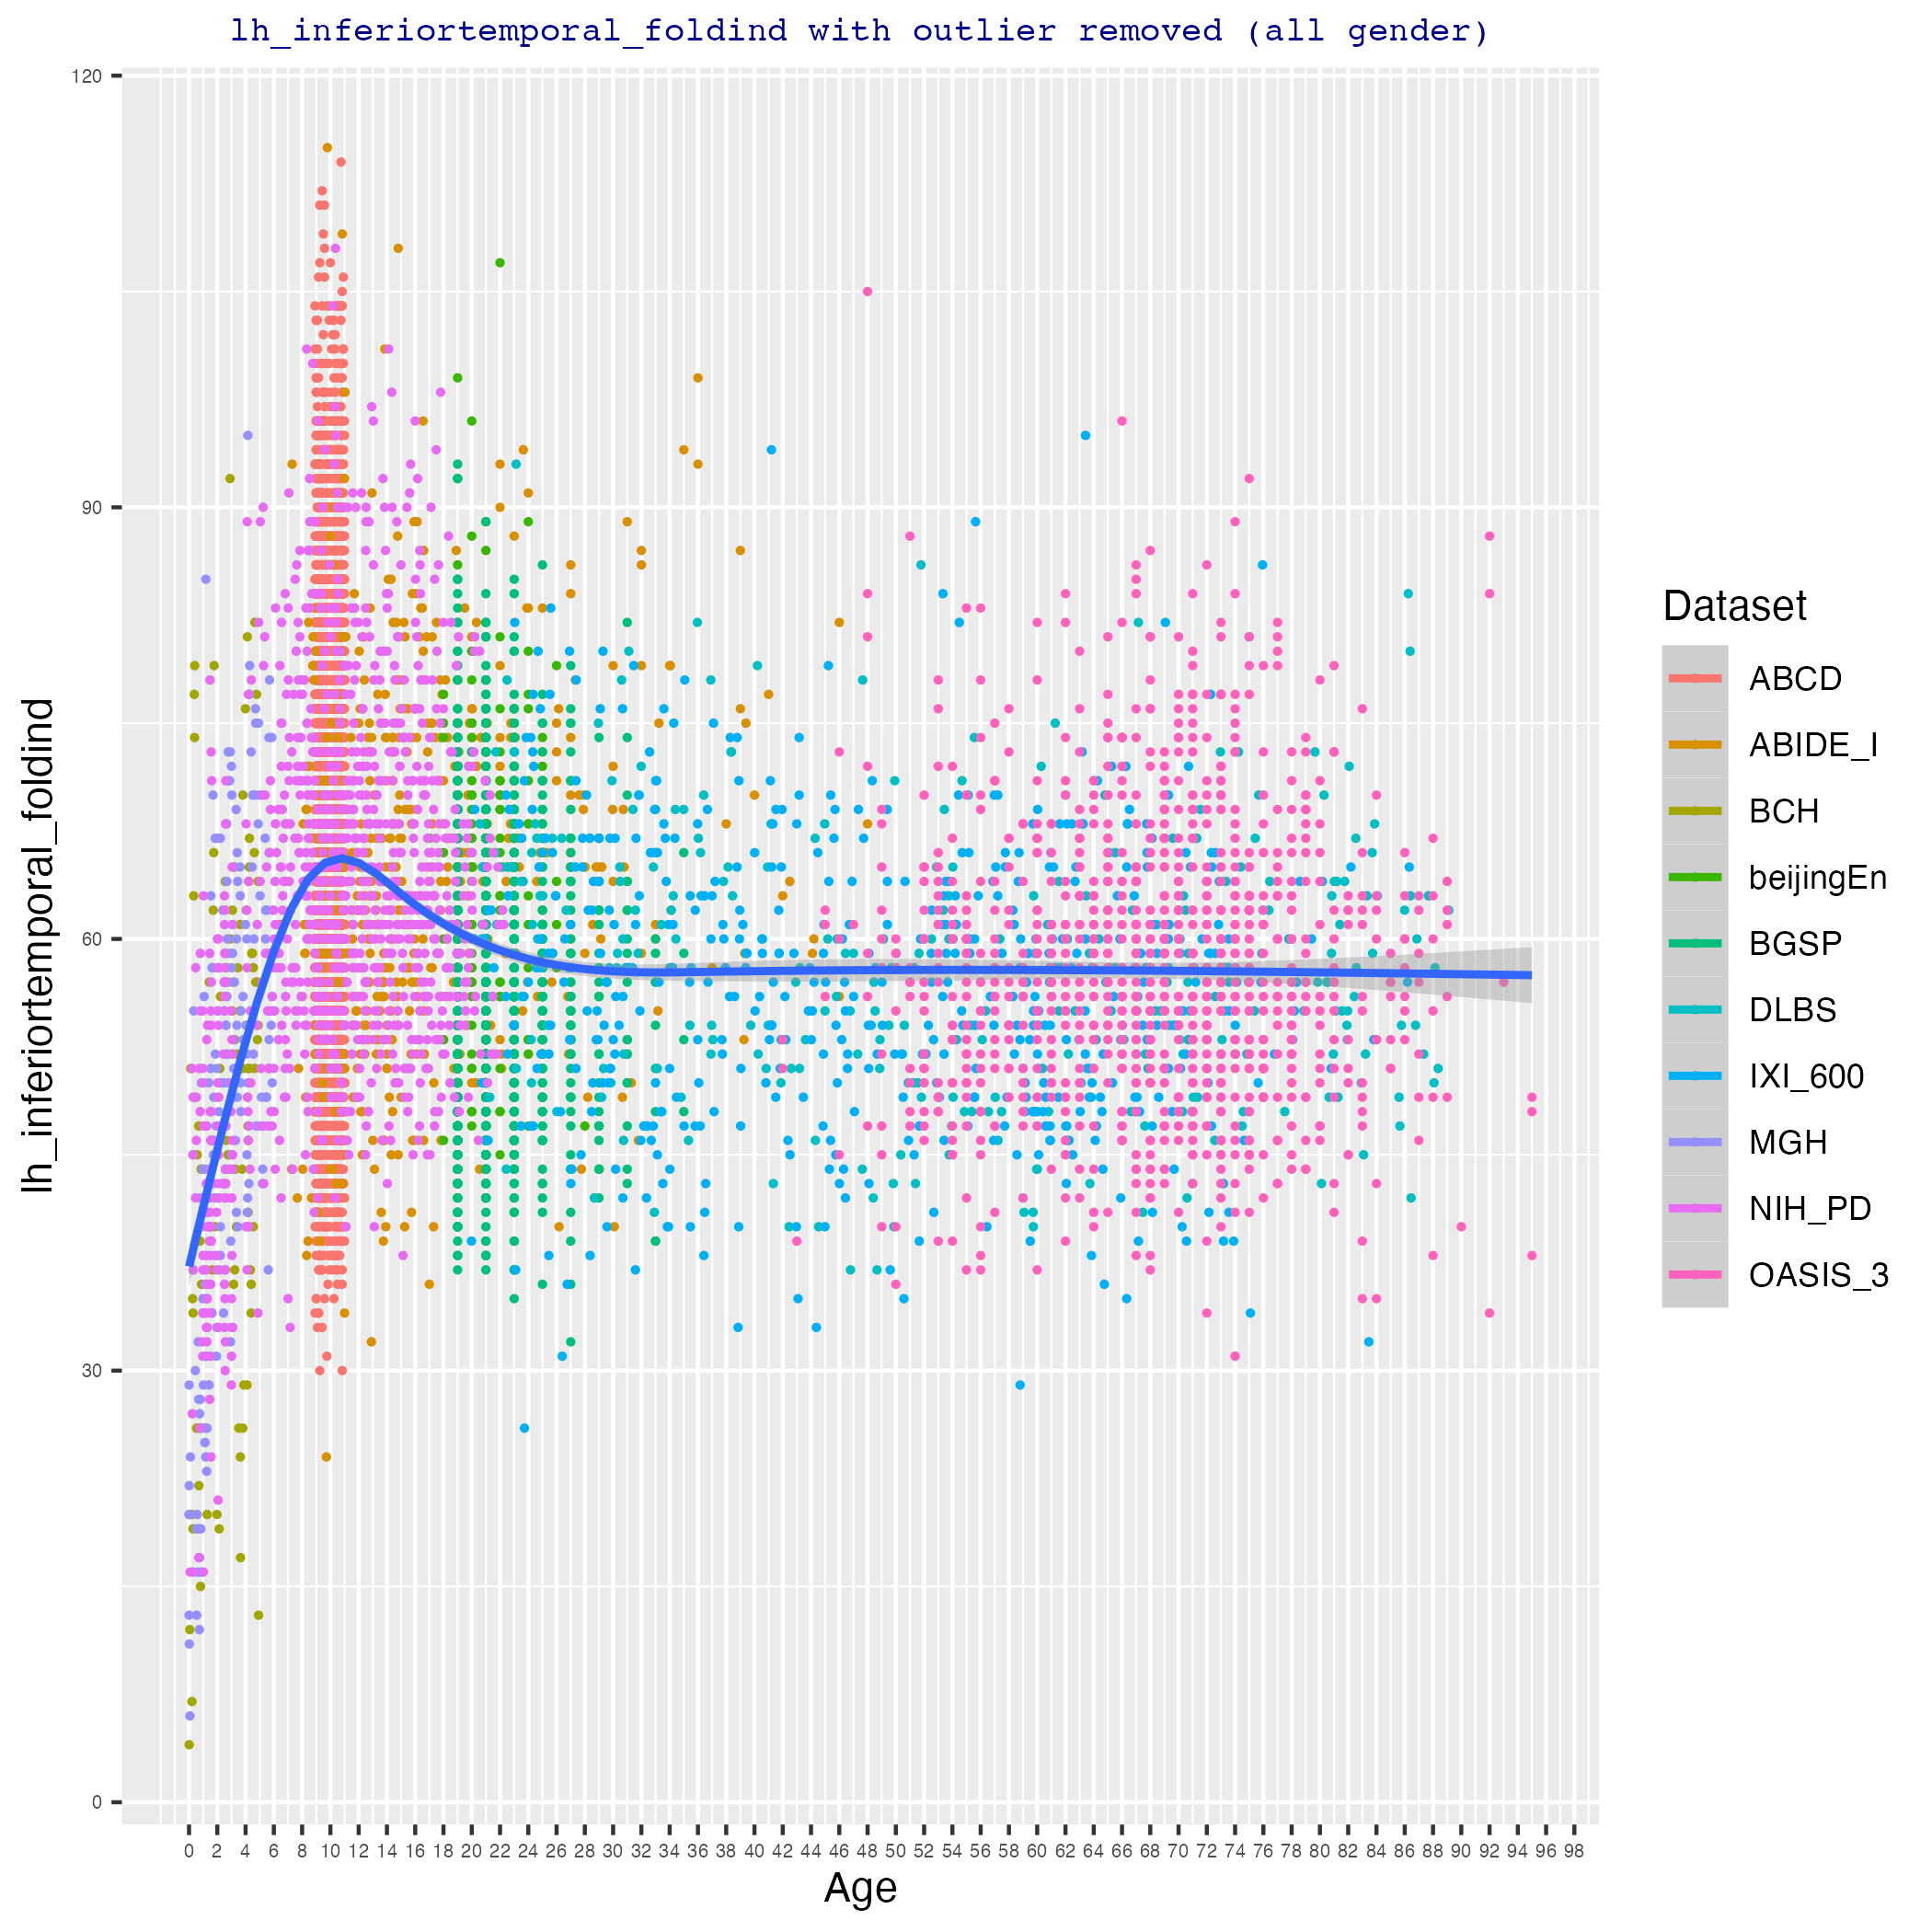 lh_inferiortemporal_foldind with outlier removed (all gender)
120
90
60
30
0
lh_inferiortemporal_foldind
0 2 4 6 8 10 12 14 16 18 20 22 24 26 28 30 32 34 36 38 40 42 44 46 48 50 52 54 56 58 60 62 64 66 68 70 72 74 76 78 80 82 84 86 88 90 92 94 96 98
Age
Dataset
ABCD
ABIDE_I
BCH
beijingEn
BGSP
DLBS
IXI_600
MGH
NIH_PD
OASIS_3